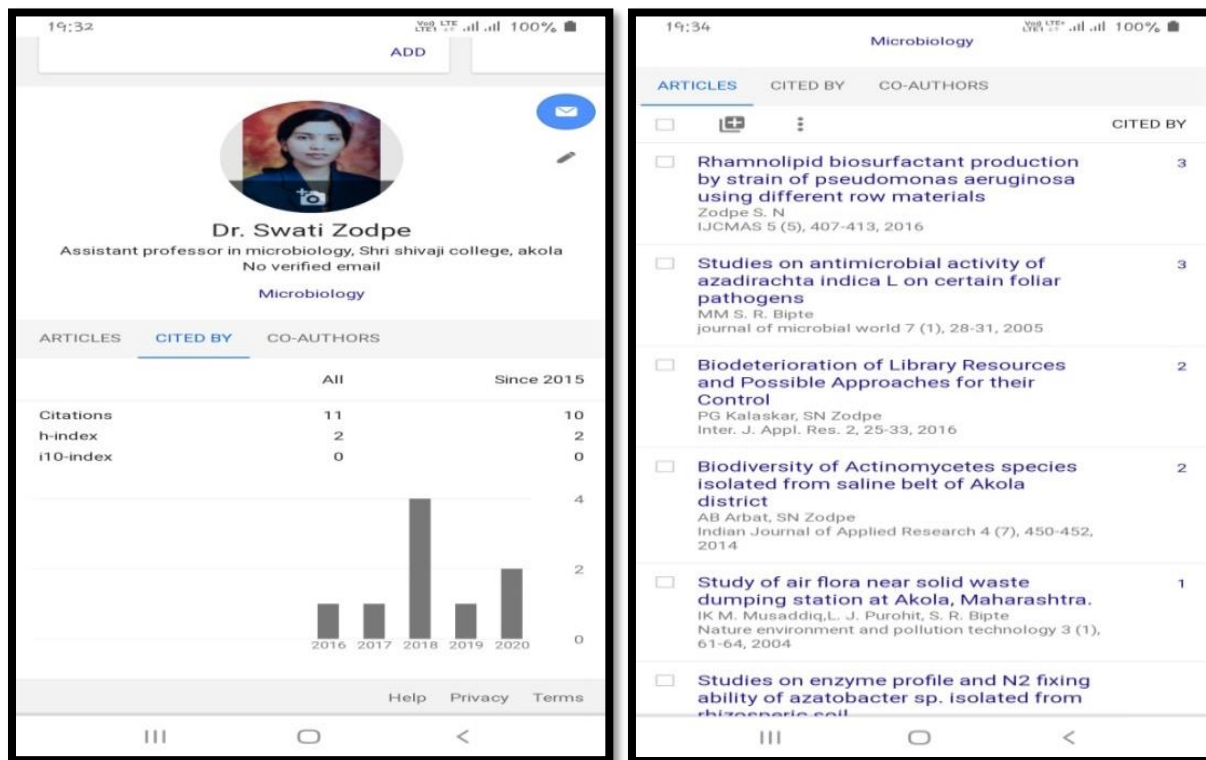 19:32
100%
ADD
Dr. Swati Zodpe
Assistant professor in microbiology, Shri shivaji college, akola
No verified email
Microbiology
ARTICLES CITED BY CO-AUTHORS
All Since 2015
Citations 11 10
h-index 2 2
i10-index 0 0
4
2
0
2016 2017 2018 2019 2020
Help Privacy Terms
19:34
100%
Microbiology
ARTICLES CITED BY CO-AUTHORS
CITED BY
Rhamnolipid biosurfactant production 3
by strain of pseudomonas aeruginosa
using different row materials
Zodpe S. N
IJCMAS 5 (5), 407-413, 2016
Studies on antimicrobial activity of 3
azadirachta indica L on certain foliar
pathogens
MM S. R. Bipte
journal of microbial world 7 (1), 28-31, 2005
Biodeterioration of Library Resources 2
and Possible Approaches for their
Control
PG Kalaskar, SN Zodpe
Inter. J. Appl. Res. 2, 25-33, 2016
Biodiversity of Actinomycetes species 2
isolated from saline belt of Akola
district
AB Arbat, SN Zodpe
Indian Journal of Applied Research 4 (7), 450-452,
2014
Study of air flora near solid waste 1
dumping station at Akola, Maharashtra.
IK M. Musaddiq,L. J. Purohit, S. R. Bipte
Nature environment and pollution technology 3 (1),
61-64, 2004
Studies on enzyme profile and N2 fixing
ability of azatobacter sp. isolated from
rhizosperic soil